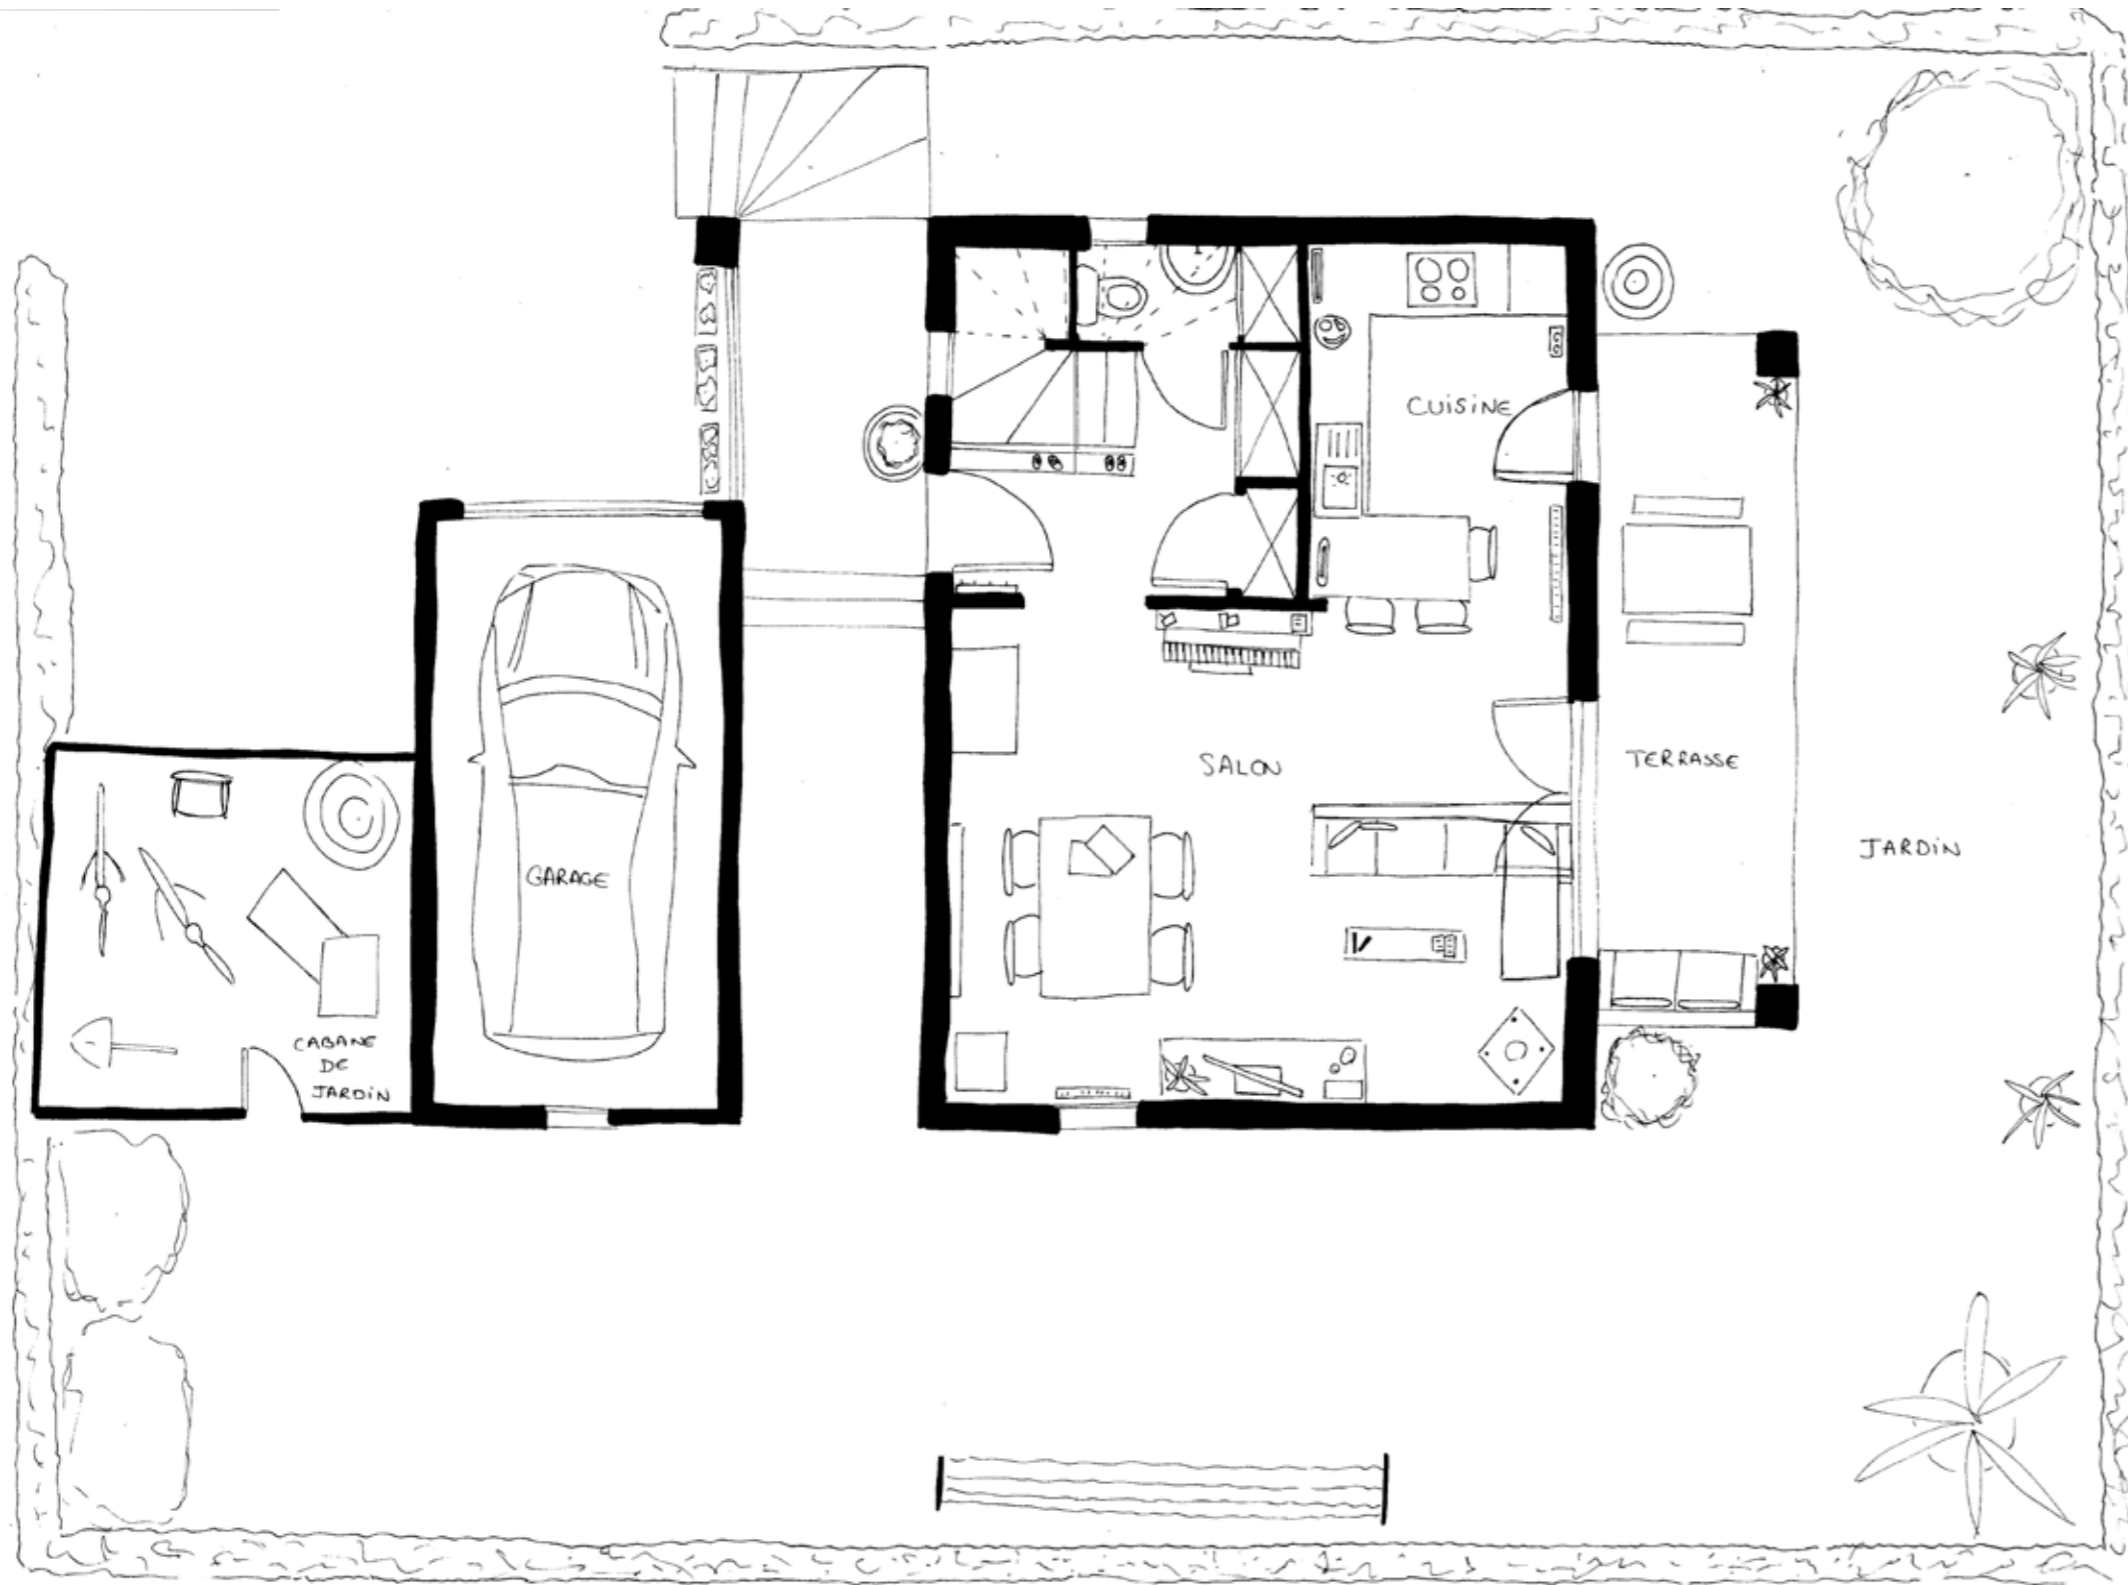 CUISINE
SALON
TERRASSE
JARDIN
GARAGE
CABANE
DE
JARDIN